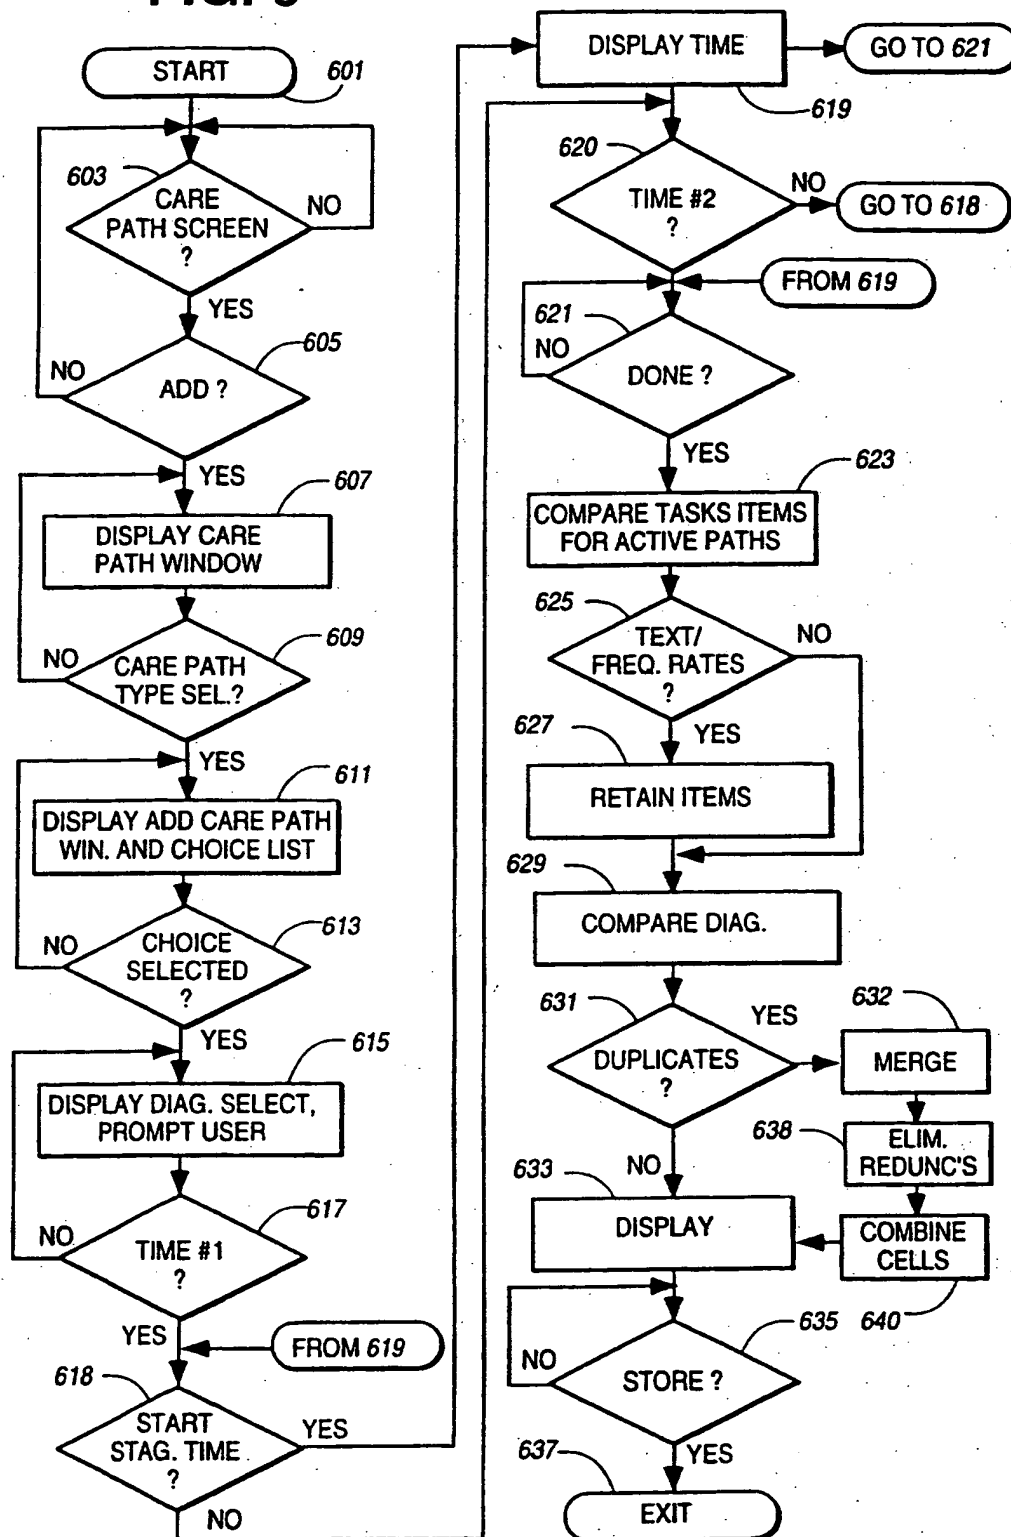 START
601
603
CARE
PATH SCREEN
?
NO
YES
605
NO
ADD ?
YES
607
DISPLAY CARE
PATH WINDOW
609
NO
CARE PATH
TYPE SEL.?
YES
611
DISPLAY ADD CARE PATH
WIN. AND CHOICE LIST
613
NO
CHOICE
SELECTED
?
YES
615
DISPLAY DIAG. SELECT,
PROMPT USER
617
NO
TIME #1
?
YES
FROM 619
618
START
STAG. TIME
?
YES
NO
DISPLAY TIME
GO TO 621
619
620
TIME #2
?
NO
GO TO 618
FROM 619
621
NO
DONE ?
YES
623
COMPARE TASKS ITEMS
FOR ACTIVE PATHS
625
TEXT/
FREQ. RATES
?
NO
627
YES
RETAIN ITEMS
629
COMPARE DIAG.
631
DUPLICATES
?
YES
632
MERGE
638
ELIM.
REDUNC'S
NO
633
DISPLAY
COMBINE
CELLS
635
640
NO
STORE ?
637
YES
EXIT